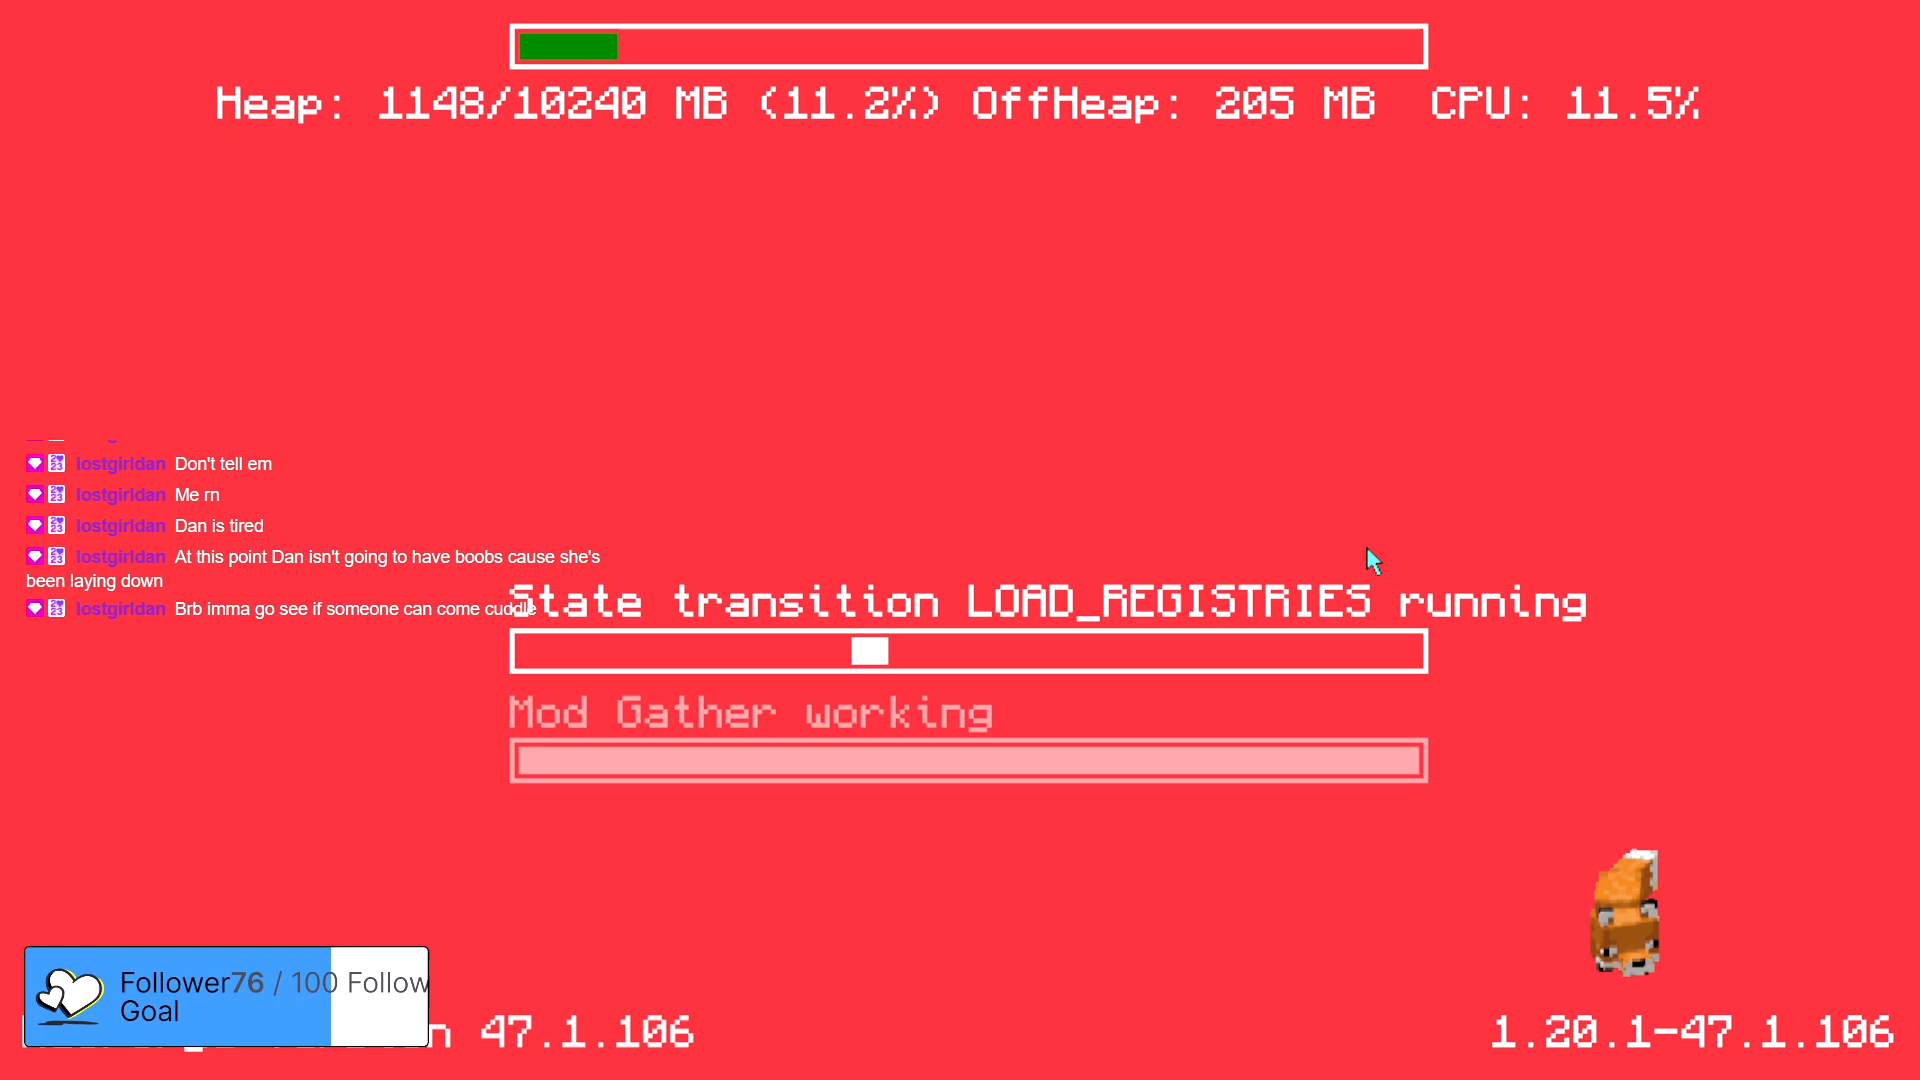 Heap: 1148/10240 MB (11.2%) OffHeap: 205 MB  CPU: 11.5%
lostgirldan Don't tell em
lostgirldan Me rn
lostgirldan Dan is tired
lostgirldan At this point Dan isn't going to have boobs cause she's
been laying down
lostgirldan Brb imma go see if someone can come cuddle
State transition LOAD_REGISTRIES running
Mod Gather working
Follower 76 / 100 Follow
Goal
47.1.106
1.20.1-47.1.106